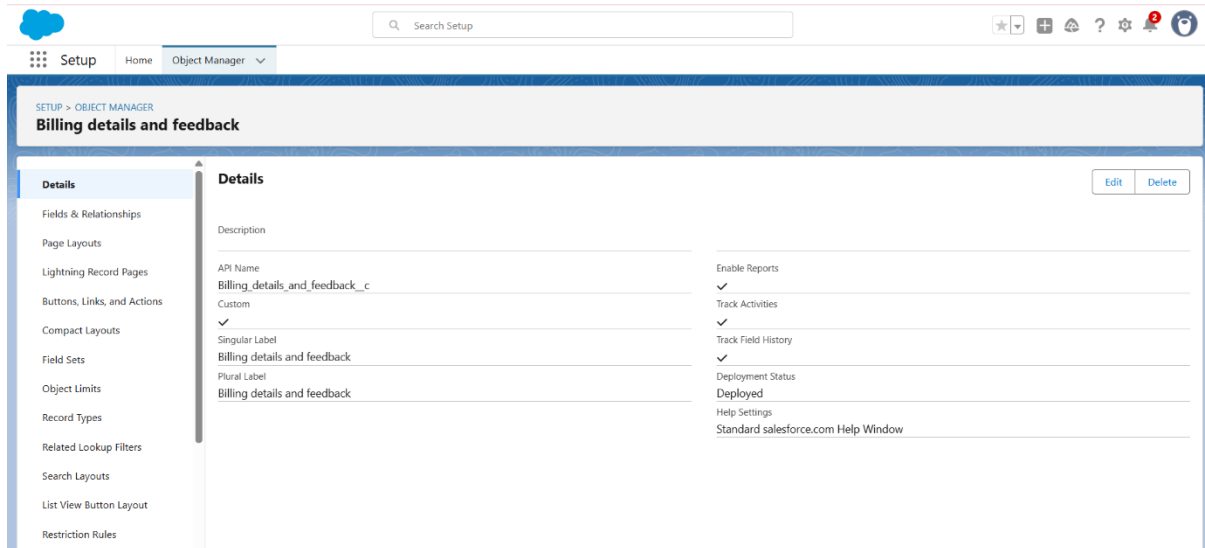 Search Setup
2
Setup
Home
Object Manager
SETUP > OBJECT MANAGER
Billing details and feedback
Details
Fields & Relationships
Page Layouts
Lightning Record Pages
Buttons, Links, and Actions
Compact Layouts
Field Sets
Object Limits
Record Types
Related Lookup Filters
Search Layouts
List View Button Layout
Restriction Rules
Details
Edit
Delete
Description
API Name
Billing_details_and_feedback__c
Custom
Singular Label
Billing details and feedback
Plural Label
Billing details and feedback
Enable Reports
Track Activities
Track Field History
Deployment Status
Deployed
Help Settings
Standard salesforce.com Help Window